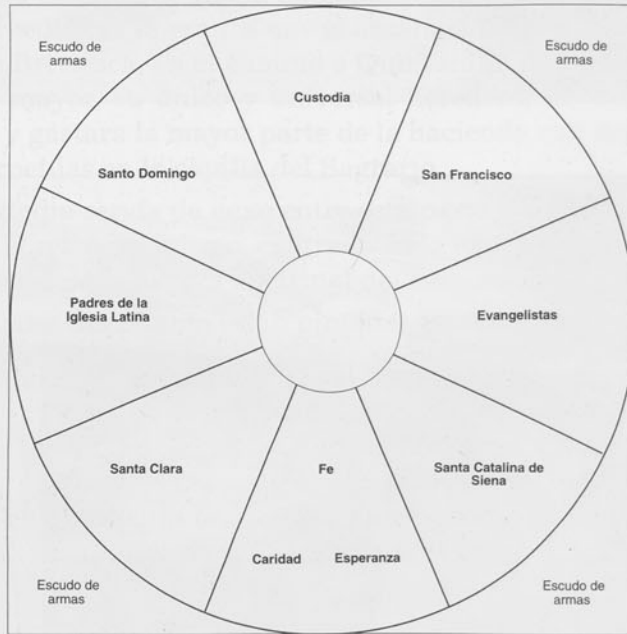 Escudo de
armas
Escudo de
armas
Custodia
Santo Domingo
San Francisco
Padres de la
Iglesia Latina
Evangelistas
Santa Clara
Fe
Santa Catalina de
Siena
Caridad
Esperanza
Escudo de
armas
Escudo de
armas